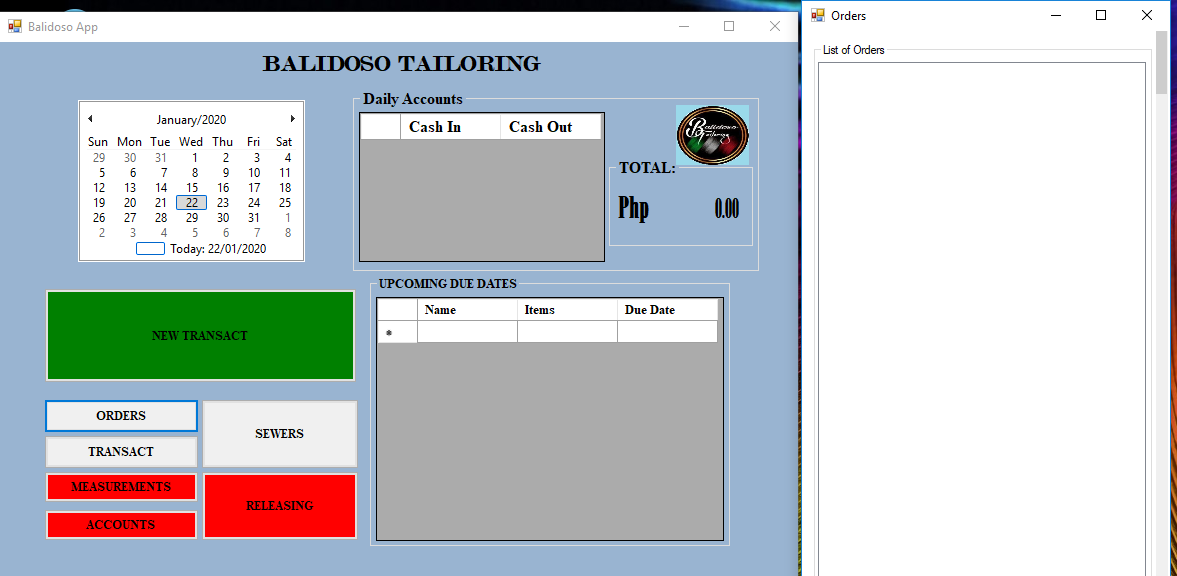 Balidoso App
BALIDOSO TAILORING
January/2020
Sun Mon Tue Wed Thu Fri Sat
29 30 31 1 2 3 4
5 6 7 8 9 10 11
12 13 14 15 16 17 18
19 20 21 22 23 24 25
26 27 28 29 30 31 1
2 3 4 5 6 7 8
Today: 22/01/2020
Daily Accounts
Cash In Cash Out
Balidoso
Tailoring
TOTAL:
Php 0.00
NEW TRANSACT
ORDERS
TRANSACT
SEWERS
MEASUREMENTS
ACCOUNTS
RELEASING
UPCOMING DUE DATES
Name Items Due Date
*
Orders
List of Orders